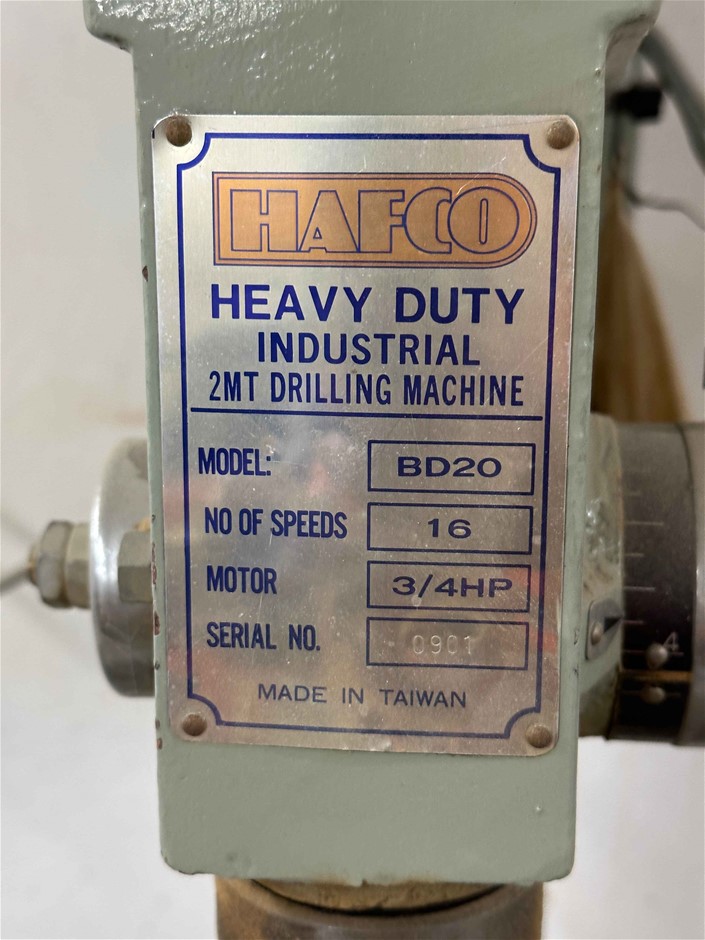 HAFCO
HEAVY DUTY
INDUSTRIAL
2MT DRILLING MACHINE
MODEL: BD20
NO OF SPEEDS 16
MOTOR 3/4HP
SERIAL NO. 0901
MADE IN TAIWAN
4